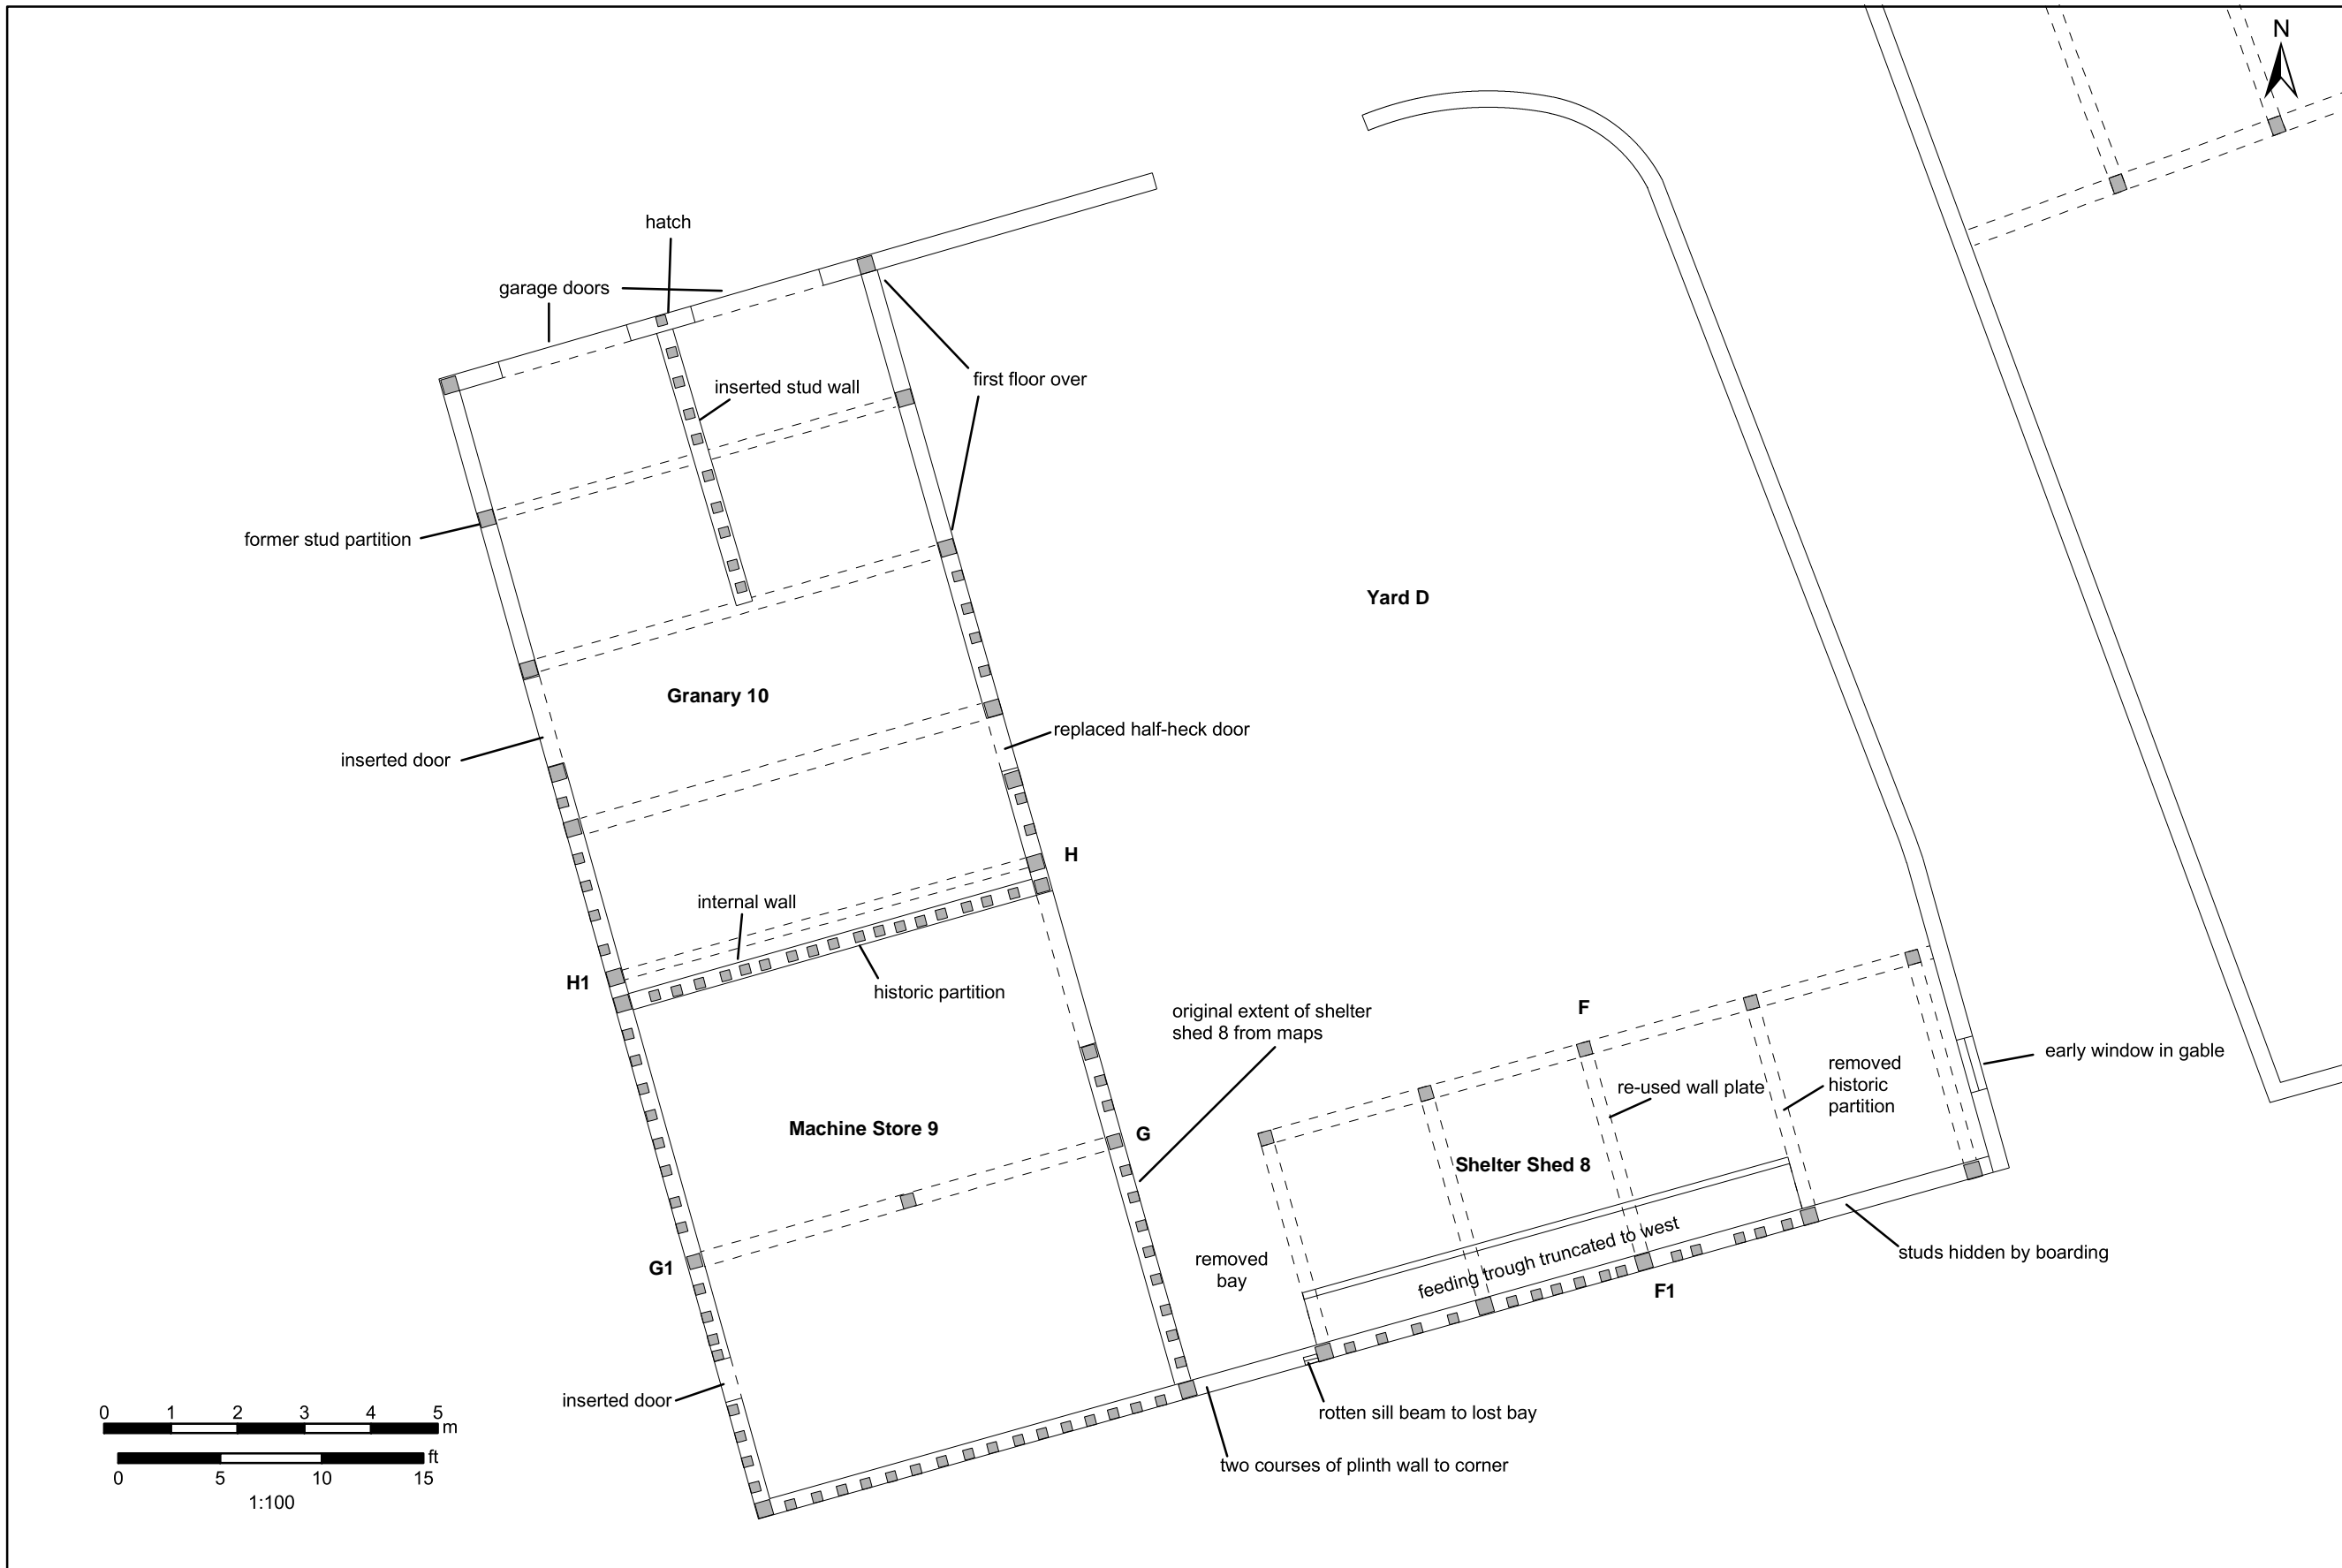 N
hatch
garage doors
inserted stud wall
first floor over
former stud partition
Yard D
Granary 10
replaced half-heck door
inserted door
H
internal wall
H1
historic partition
original extent of shelter
shed 8 from maps
F
early window in gable
removed
historic
partition
re-used wall plate
Machine Store 9
G
Shelter Shed 8
feeding trough truncated to west
removed
bay
studs hidden by boarding
G1
F1
inserted door
rotten sill beam to lost bay
two courses of plinth wall to corner
0 1 2 3 4 5
m
ft
0 5 10 15
1:100